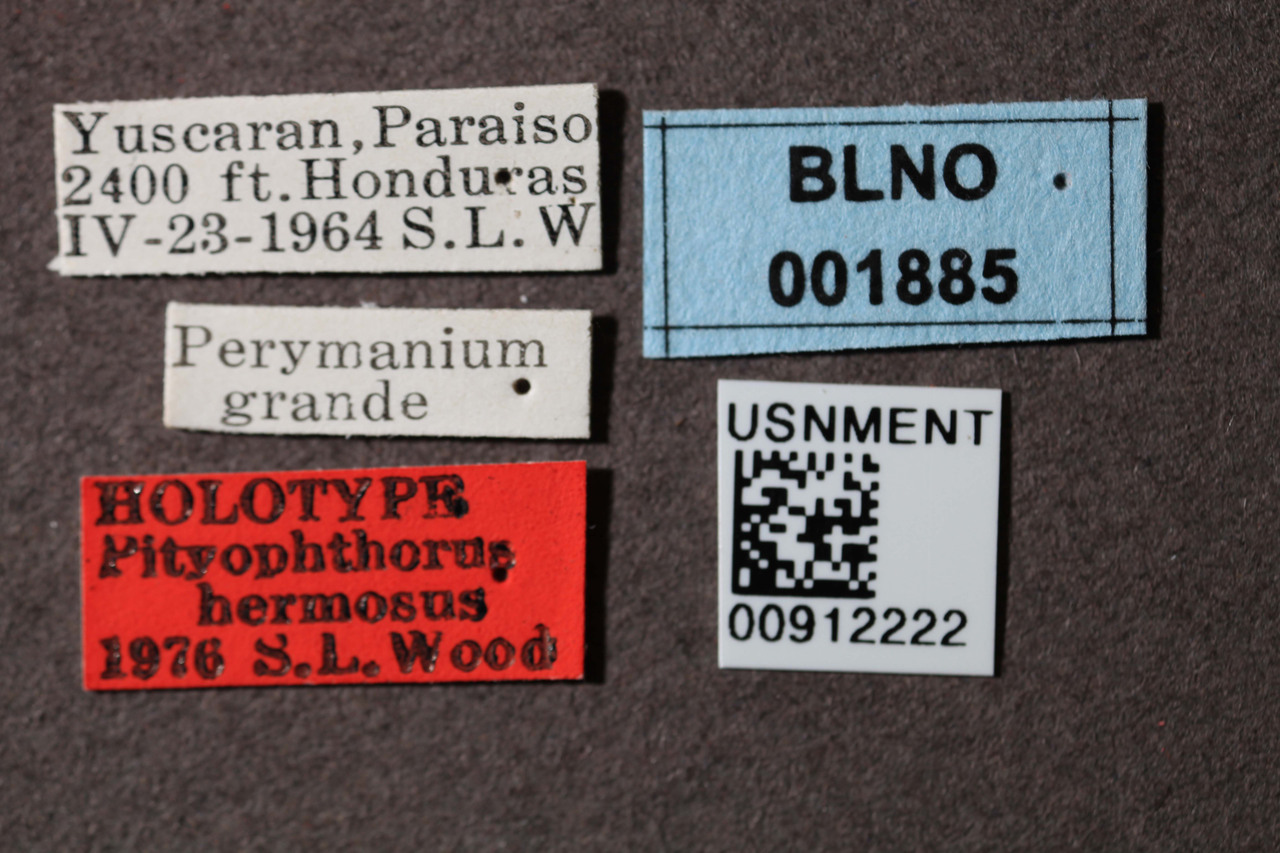 Yuscaran, Paraiso
2400 ft. Honduras
IV-23-1964 S.L.W
Perymanium
grande
HOLOTYPE
Pityophthorus
hermosus
1976 S.L.Wood
BLNO
001885
USNMENT
00912222